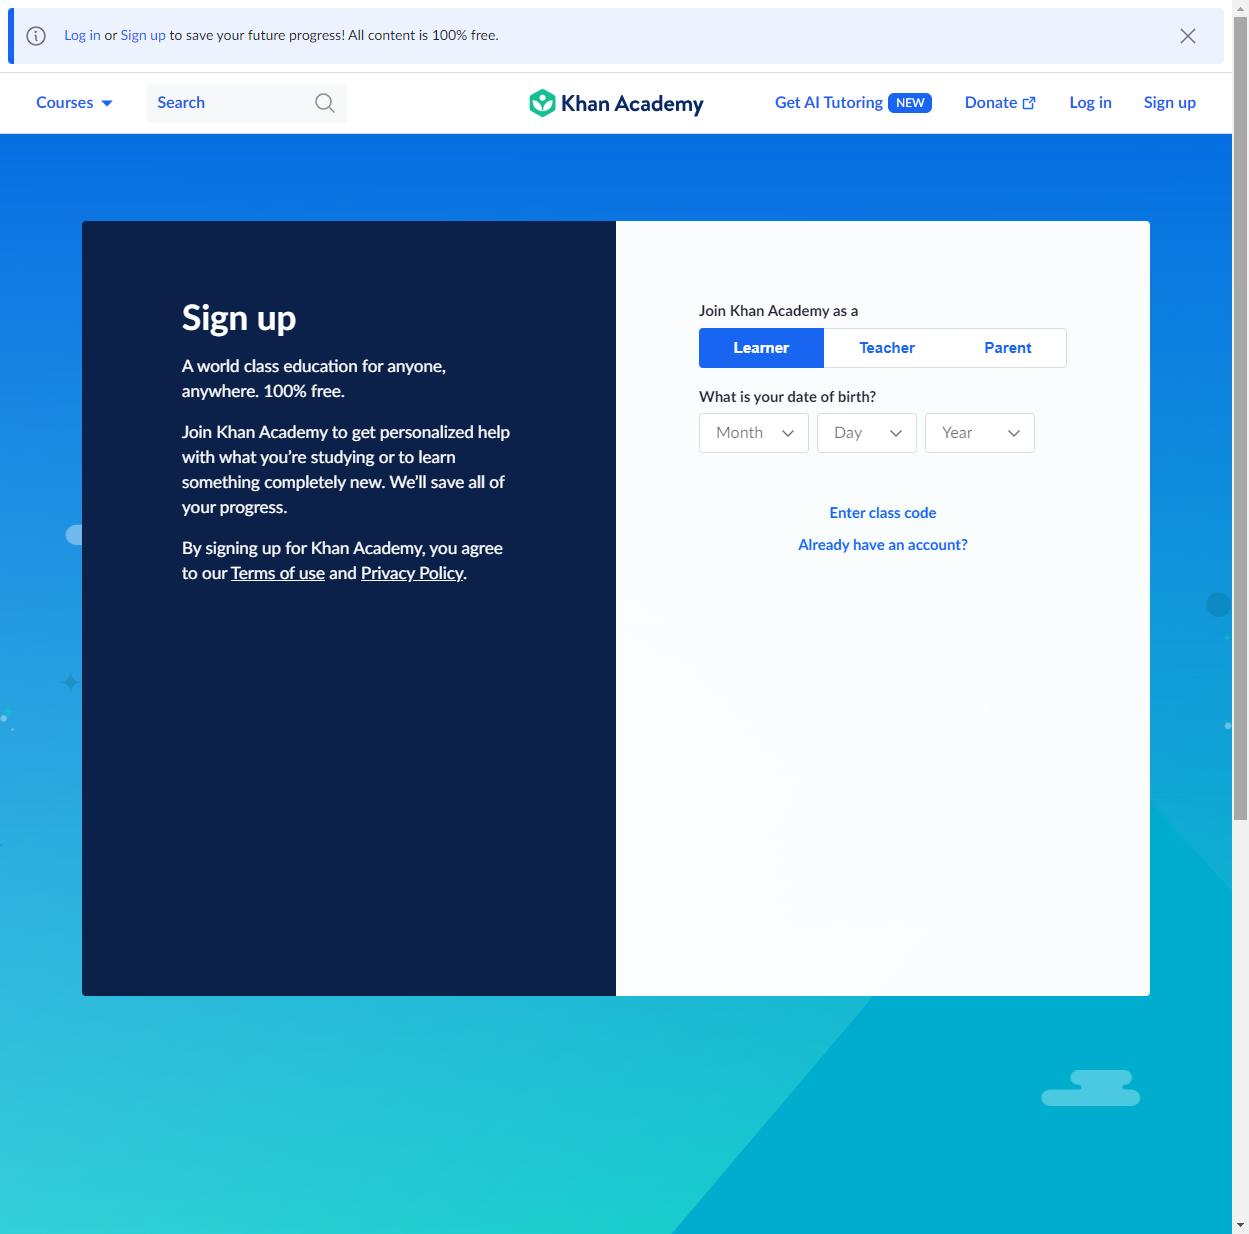 Log in or Sign up to save your future progress! All content is 100% free.
Courses
Search
Khan Academy
Get AI Tutoring NEW
Donate
Log in
Sign up
Sign up
A world class education for anyone,
anywhere. 100% free.
Join Khan Academy to get personalized help
with what you’re studying or to learn
something completely new. We’ll save all of
your progress.
By signing up for Khan Academy, you agree
to our Terms of use and Privacy Policy.
Join Khan Academy as a
Learner Teacher Parent
What is your date of birth?
Month Day Year
Enter class code
Already have an account?